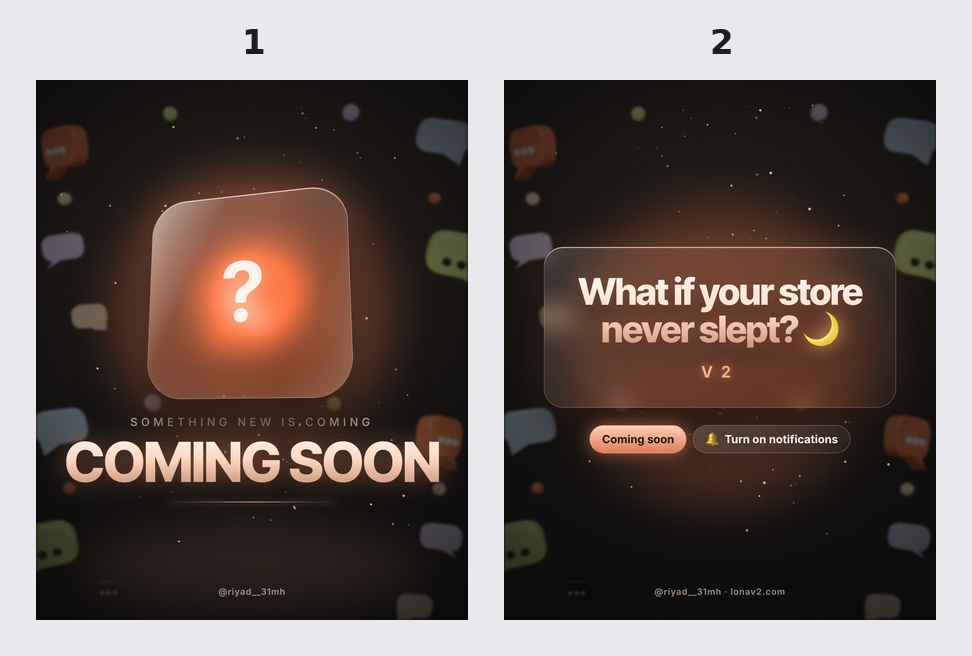 1
2
?
SOMETHING NEW IS COMING
COMING SOON
@riyad__31mh
What if your store
never slept? 🌙
V 2
Coming soon
🔔 Turn on notifications
@riyad__31mh · lonav2.com